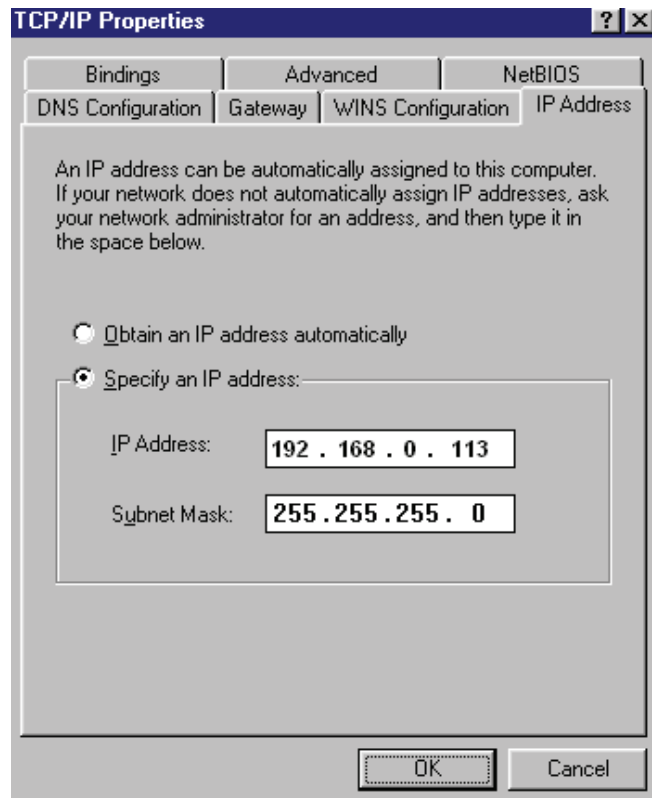 TCP/IP Properties ? ×
Bindings Advanced NetBIOS
DNS Configuration Gateway WINS Configuration IP Address
An IP address can be automatically assigned to this computer.
If your network does not automatically assign IP addresses, ask
your network administrator for an address, and then type it in
the space below.
Obtain an IP address automatically
Specify an IP address:
IP Address: 192 . 168 . 0 . 113
Subnet Mask: 255 . 255 . 255 . 0
OK Cancel